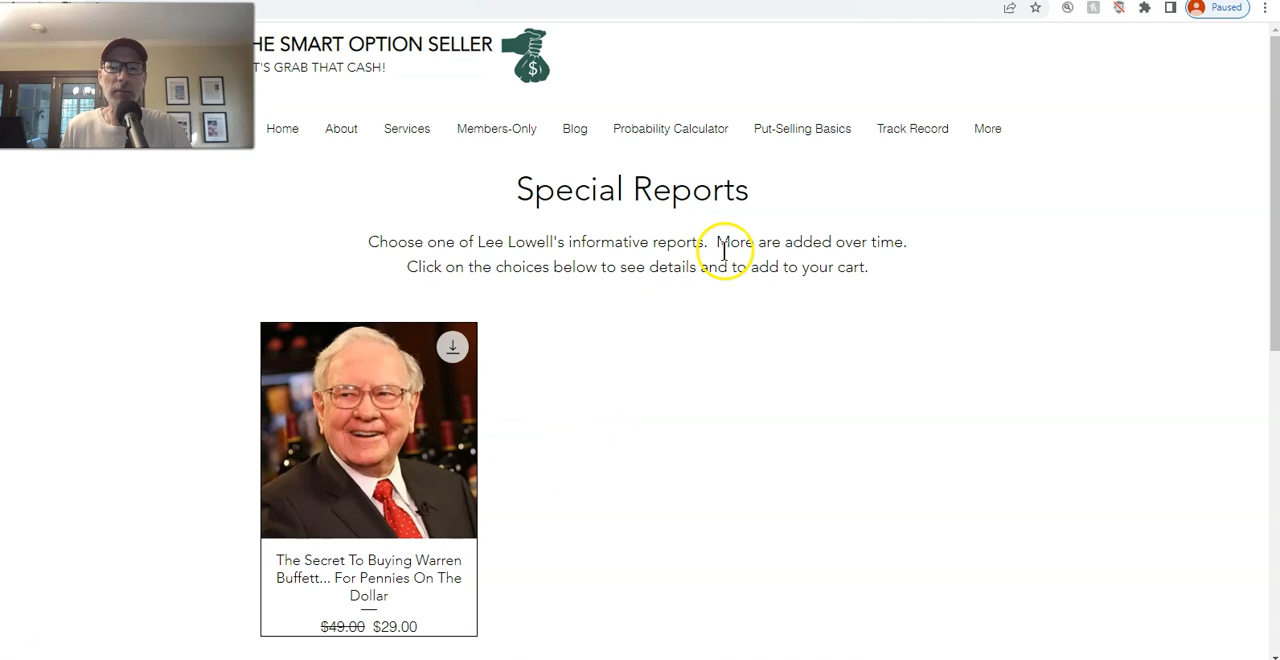 Paused
HE SMART OPTION SELLER
T'S GRAB THAT CASH!
$
Home About Services Members-Only Blog Probability Calculator Put-Selling Basics Track Record More
Special Reports
Choose one of Lee Lowell's informative reports. More are added over time.
Click on the choices below to see details and to add to your cart.
The Secret To Buying Warren
Buffett... For Pennies On The
Dollar
$49.00 $29.00